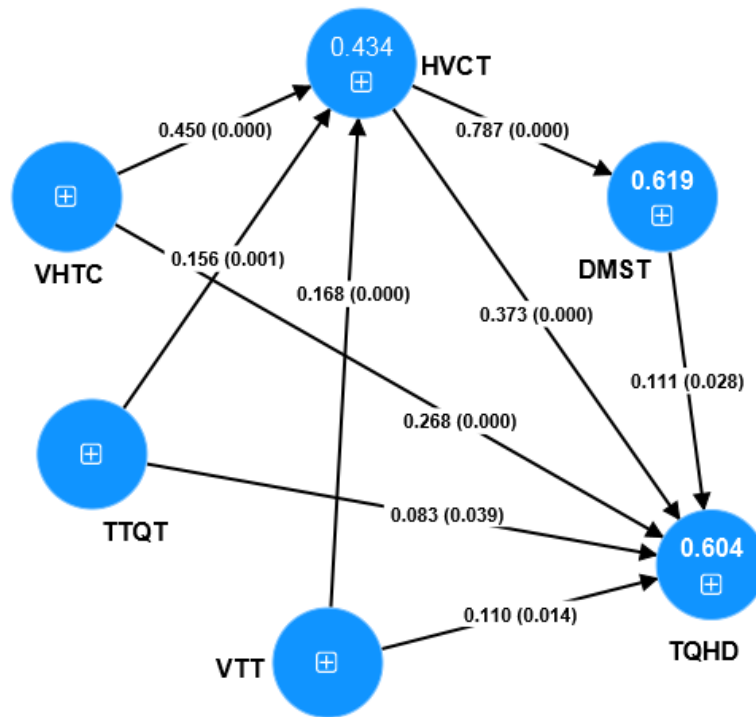 0.434
HVCT
0.450 (0.000)
0.787 (0.000)
0.619
VHTC
DMST
0.156 (0.001)
0.168 (0.000)
0.373 (0.000)
0.111 (0.028)
0.268 (0.000)
TTQT
0.083 (0.039)
0.604
0.110 (0.014)
VTT
TQHD